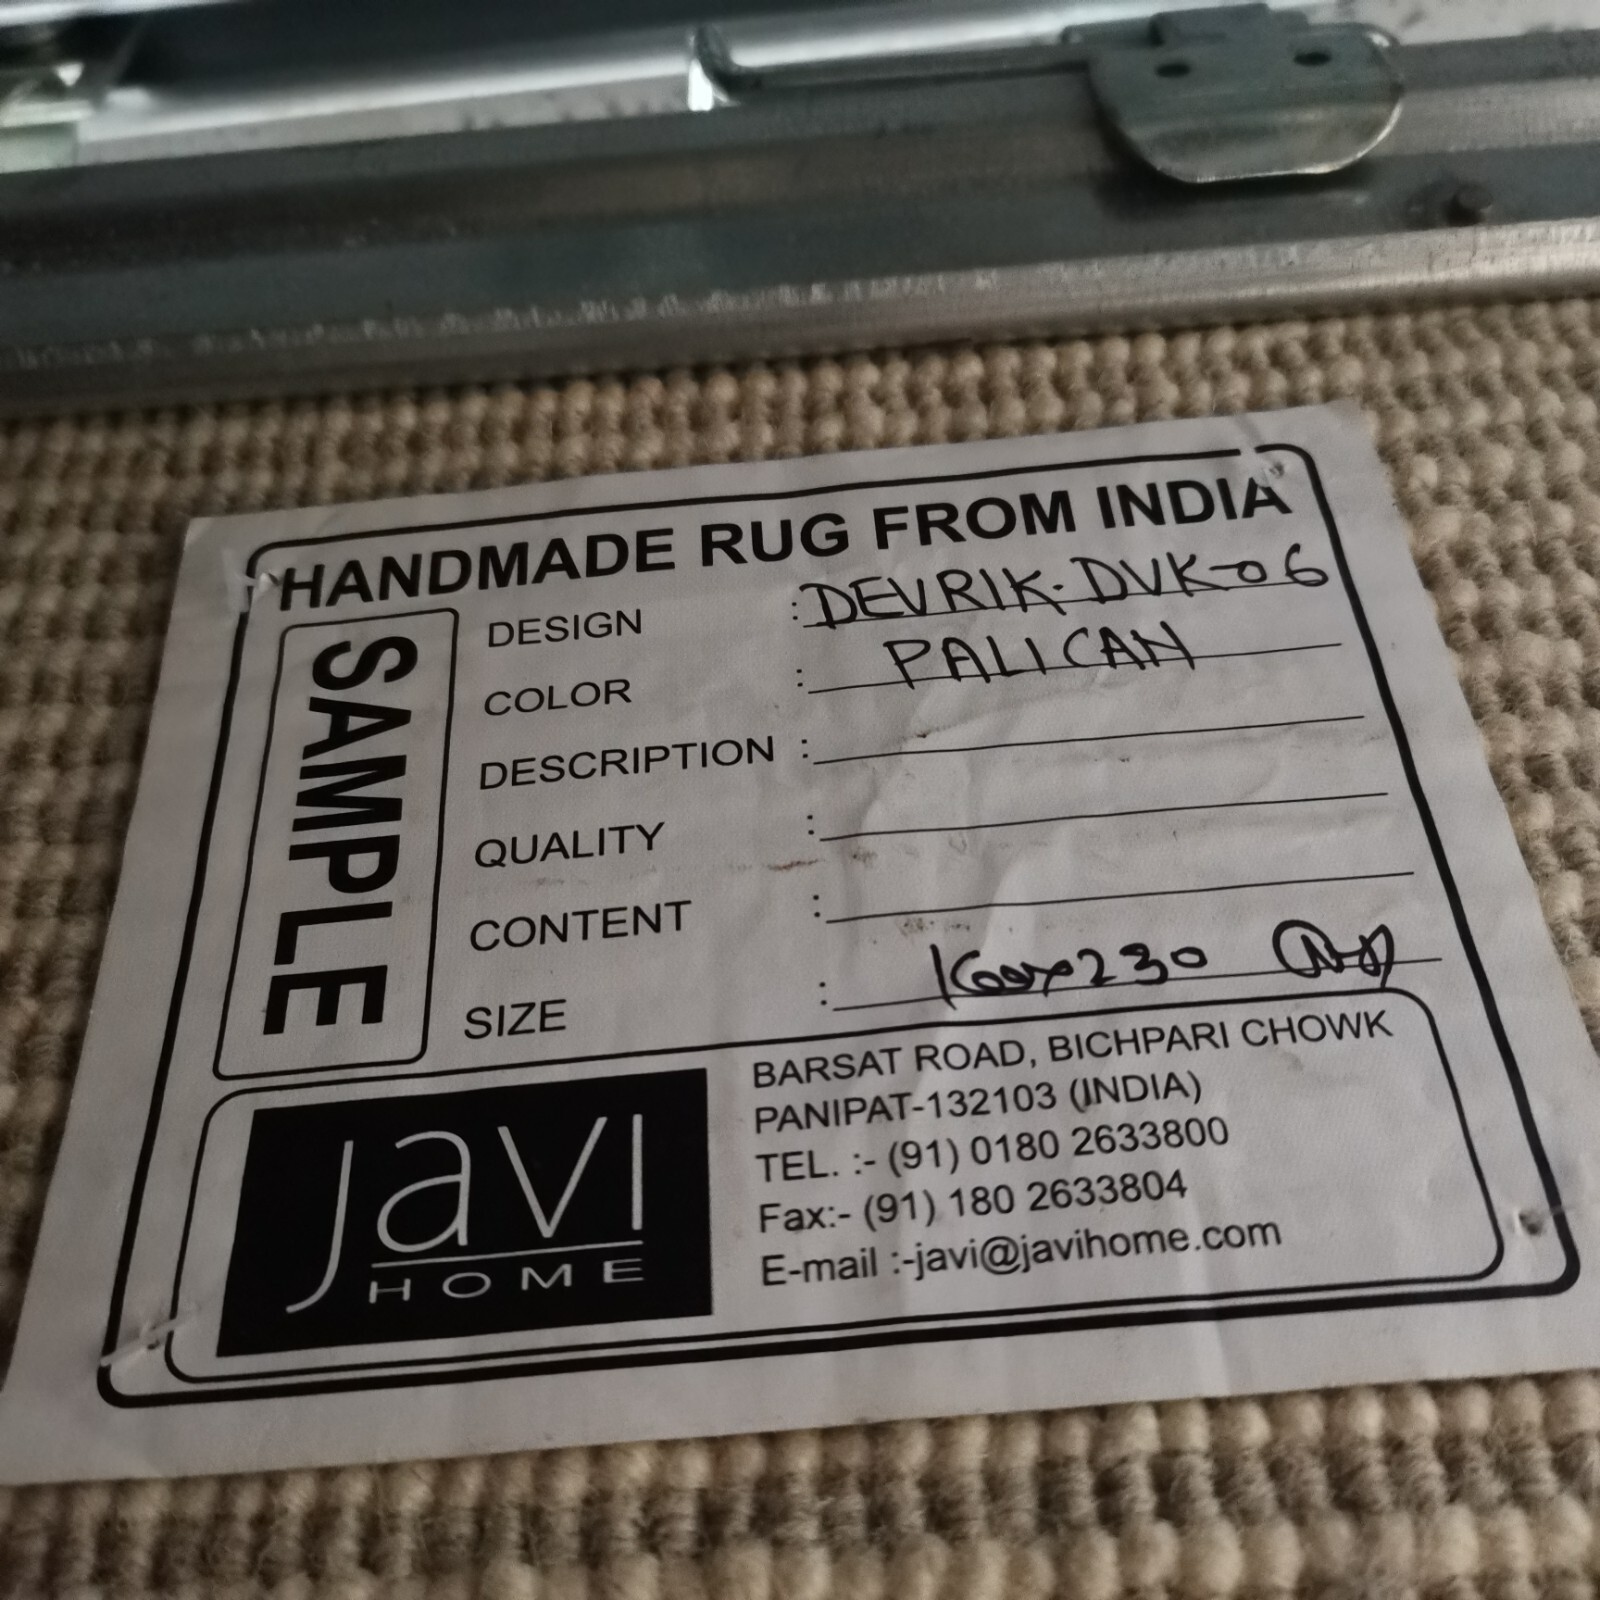 HANDMADE RUG FROM INDIA
SAMPLE
DESIGN : DEVRIK-DVK-06
COLOR : PALICAN
DESCRIPTION :
QUALITY :
CONTENT :
SIZE : 160x230
javi
HOME
BARSAT ROAD, BICHPARI CHOWK
PANIPAT-132103 (INDIA)
TEL. :- (91) 0180 2633800
Fax:- (91) 180 2633804
E-mail :-javi@javihome.com